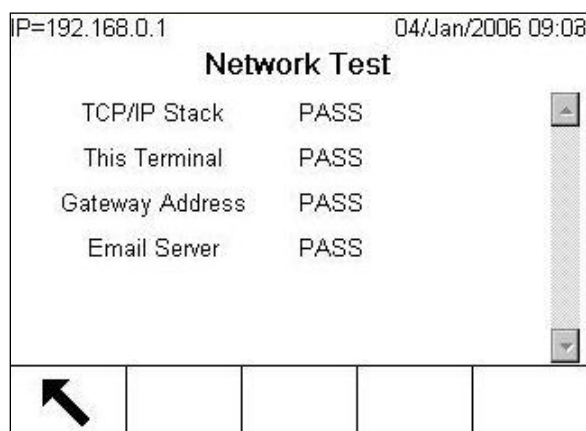 IP=192.168.0.1 04/Jan/2006 09:08
Network Test
TCP/IP Stack PASS
This Terminal PASS
Gateway Address PASS
Email Server PASS